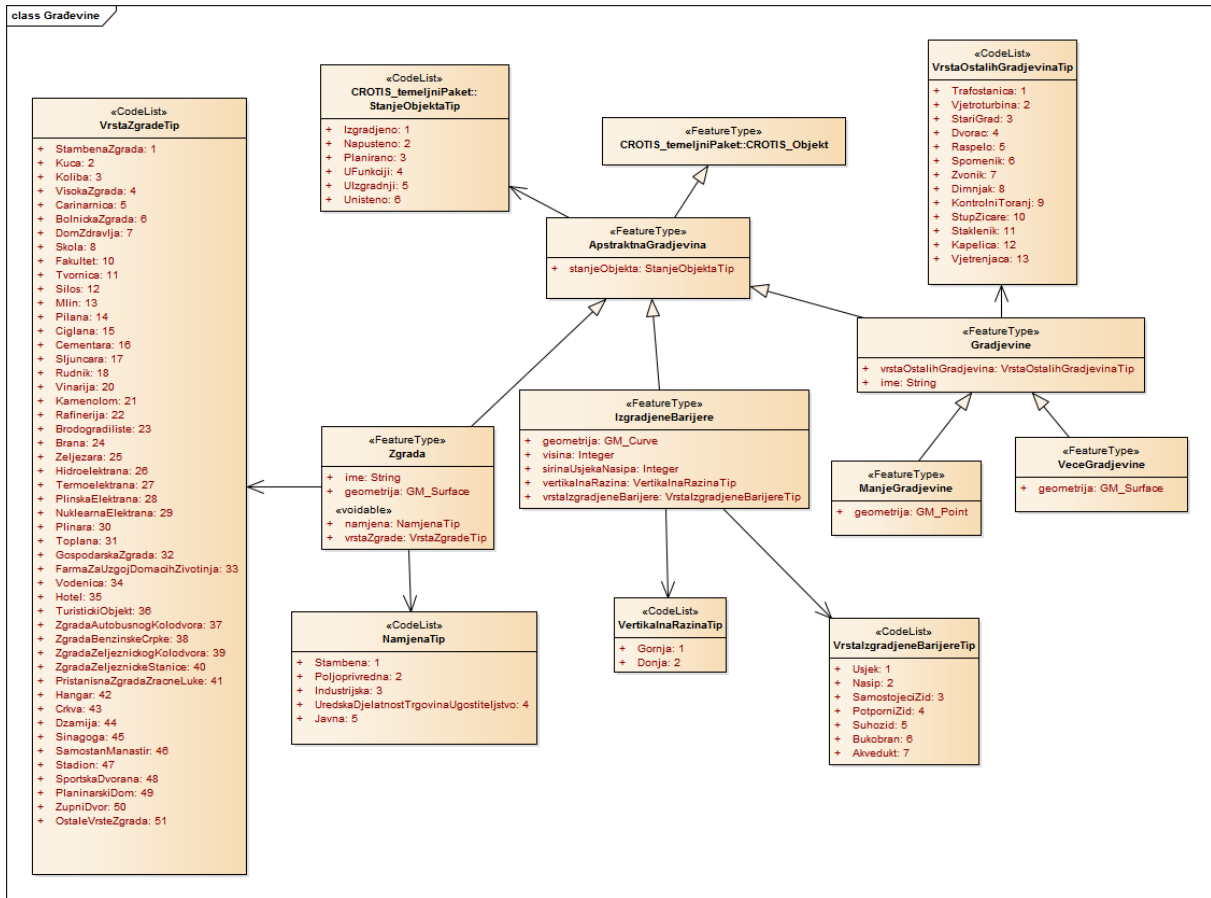 class Građevine
«CodeList»
VrstaZgradeTip
+ StambenaZgrada: 1
+ Kuca: 2
+ Koliba: 3
+ VisokaZgrada: 4
+ Carinarnica: 5
+ BolnickaZgrada: 6
+ DomZdravlja: 7
+ Skola: 8
+ Fakultet: 10
+ Tvornica: 11
+ Silos: 12
+ Mlin: 13
+ Pilana: 14
+ Ciglana: 15
+ Cementara: 16
+ Sljuncara: 17
+ Rudnik: 18
+ Vinarija: 20
+ Kamenolom: 21
+ Rafinerija: 22
+ Brodogradiliste: 23
+ Brana: 24
+ Zeljezara: 25
+ Hidroelektrana: 26
+ Termoelektrana: 27
+ PlinskaElektrana: 28
+ NuklearnaElektrana: 29
+ Plinara: 30
+ Toplana: 31
+ GospodarskaZgrada: 32
+ FarmaZaUzgojDomacihZivotinja: 33
+ Vodenica: 34
+ Hotel: 35
+ TuristickiObjekt: 36
+ ZgradaAutobusnogKolodvora: 37
+ ZgradaBenzinskeCrpke: 38
+ ZgradaZeljeznickogKolodvora: 39
+ ZgradaZeljeznickeStanice: 40
+ PristanisnaZgradaZracneLuke: 41
+ Hangar: 42
+ Crkva: 43
+ Dzamija: 44
+ Sinagoga: 45
+ SamostanManastir: 46
+ Stadion: 47
+ SportskaDvorana: 48
+ PlaninarskiDom: 49
+ ZupniDvor: 50
+ OstaleVrsteZgrada: 51
«CodeList»
CROTIS_temeljniPaket::
StanjeObjektaTip
+ Izgradjeno: 1
+ Napusteno: 2
+ Planirano: 3
+ UFunkciji: 4
+ UIzgradnji: 5
+ Unisteno: 6
«FeatureType»
CROTIS_temeljniPaket::CROTIS_Objekt
«CodeList»
VrstaOstalihGradjevinaTip
+ Trafostanica: 1
+ Vjetroturbina: 2
+ StariGrad: 3
+ Dvorac: 4
+ Raspelo: 5
+ Spomenik: 6
+ Zvonik: 7
+ Dimnjak: 8
+ KontrolniToranj: 9
+ StupZicare: 10
+ Staklenik: 11
+ Kapelica: 12
+ Vjetrenjaca: 13
«FeatureType»
ApstraktnaGradjevina
+ stanjeObjekta: StanjeObjektaTip
«FeatureType»
Gradjevine
+ vrstaOstalihGradjevina: VrstaOstalihGradjevinaTip
+ ime: String
«FeatureType»
Zgrada
+ ime: String
+ geometrija: GM_Surface
«voidable»
+ namjena: NamjenaTip
+ vrstaZgrade: VrstaZgradeTip
«FeatureType»
IzgradjeneBarijere
+ geometrija: GM_Curve
+ visina: Integer
+ sirinaUsjekaNasipa: Integer
+ vertikalnaRazina: VertikalnaRazinaTip
+ vrstaIzgradjeneBarijere: VrstaIzgradjeneBarijereTip
«FeatureType»
ManjeGradjevine
+ geometrija: GM_Point
«FeatureType»
VeceGradjevine
+ geometrija: GM_Surface
«CodeList»
NamjenaTip
+ Stambena: 1
+ Poljoprivredna: 2
+ Industrijska: 3
+ UredskaDjelatnostTrgovinaUgostiteljstvo: 4
+ Javna: 5
«CodeList»
VertikalnaRazinaTip
+ Gornja: 1
+ Donja: 2
«CodeList»
VrstaIzgradjeneBarijereTip
+ Usjek: 1
+ Nasip: 2
+ SamostojeciZid: 3
+ PotporniZid: 4
+ Suhozid: 5
+ Bukobran: 6
+ Akvedukt: 7